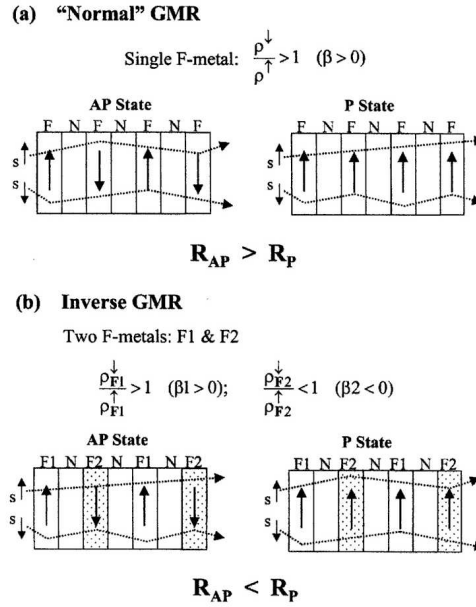 (a) “Normal” GMR
Single F-metal: ρ↓/ρ↑ >1 (β > 0)
AP State P State
F N F N F N F F N F N F N F
s s
s s
R_AP > R_P
(b) Inverse GMR
Two F-metals: F1 & F2
ρ↓F1/ρ↑F1 >1 (β1 > 0); ρ↓F2/ρ↑F2 <1 (β2 < 0)
AP State P State
F1 N F2 N F1 N F2 F1 N F2 N F1 N F2
s s
s s
R_AP < R_P